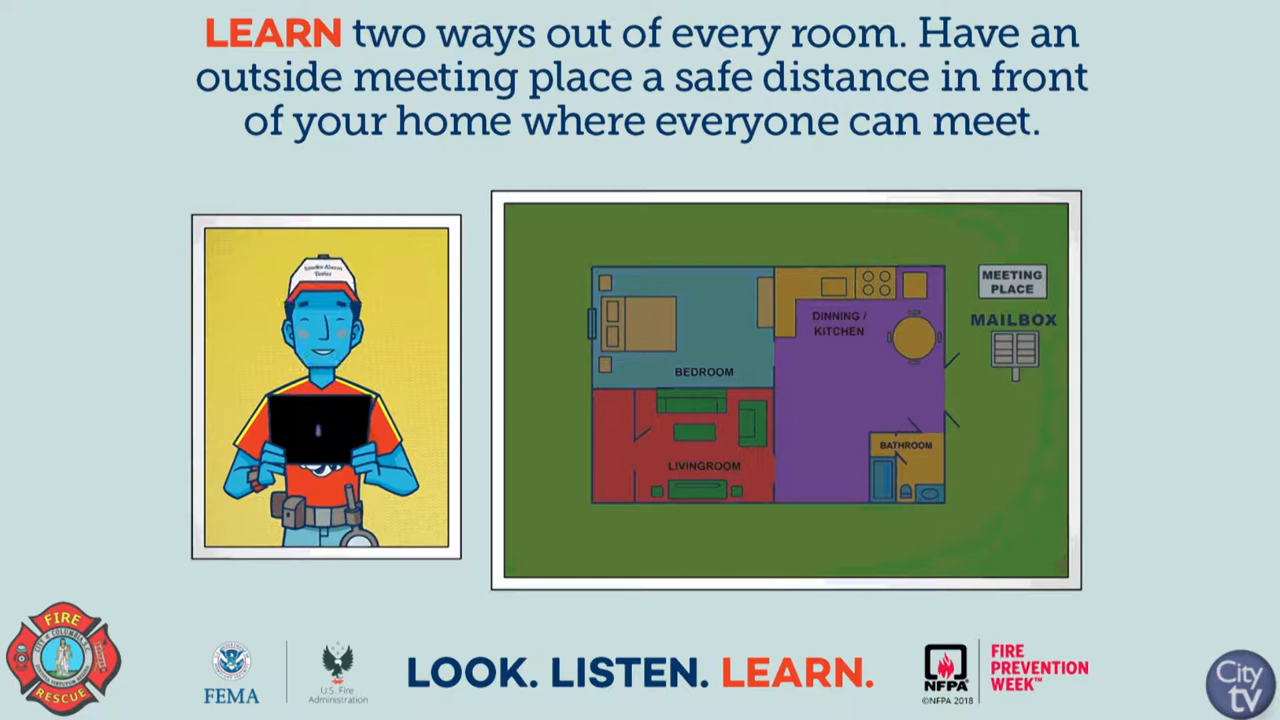 LEARN two ways out of every room. Have an
outside meeting place a safe distance in front
of your home where everyone can meet.
MEETING
PLACE
MAILBOX
DINNING /
KITCHEN
BEDROOM
BATHROOM
LIVINGROOM
FIRE
RESCUE
FEMA
U.S. Fire
Administration
LOOK. LISTEN. LEARN.
NFPA®
©NFPA 2018
FIRE
PREVENTION
WEEK™
City
tv